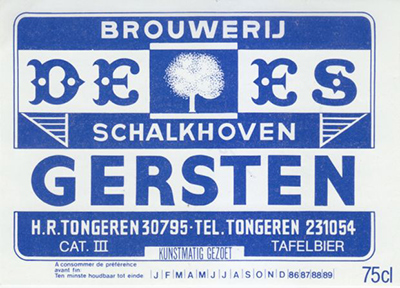 BROUWERIJ
DE ES
SCHALKHOVEN
GERSTEN
H.R.TONGEREN 30795-TEL. TONGEREN 231054
CAT. III
KUNSTMATIG GEZOET
TAFELBIER
A consommer de préférence
avant fin
Ten minste houdbaar tot einde
J F M A M J J A S O N D 86 87 88 89
75cl